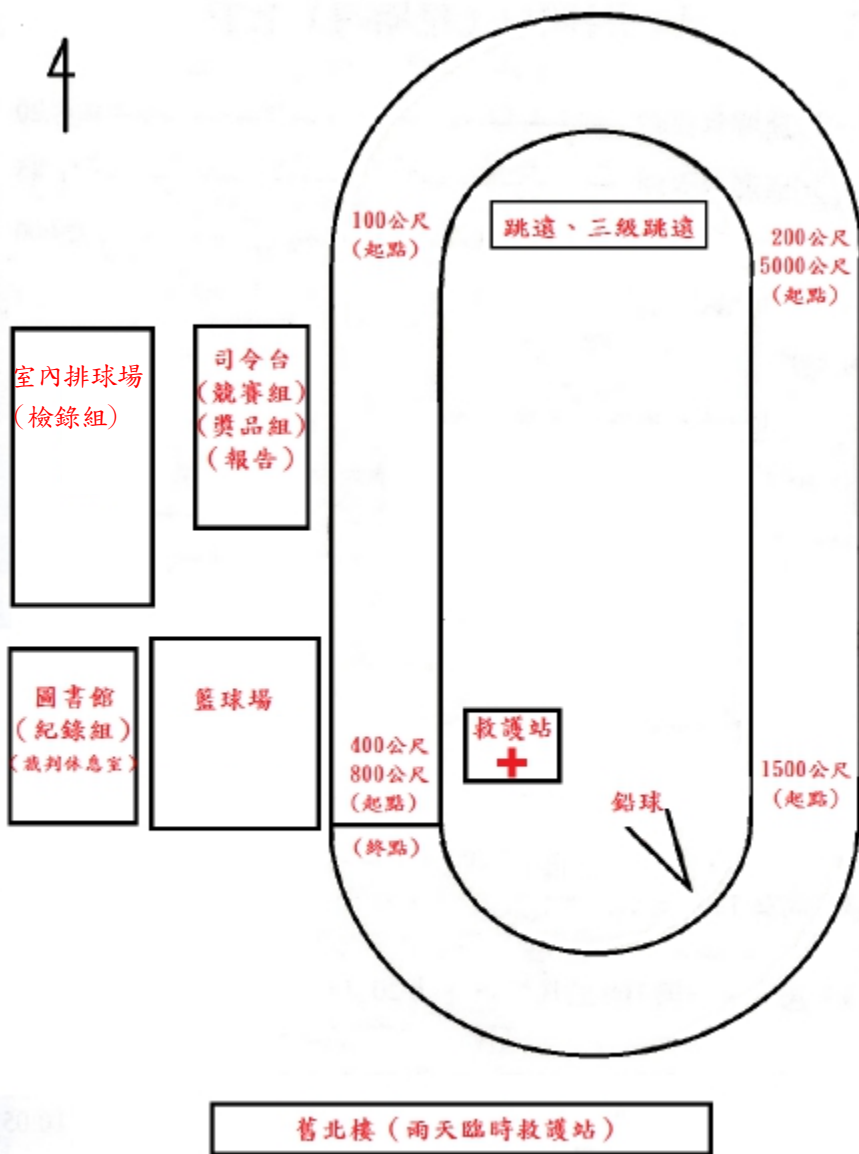 4
100公尺
(起點)
跳遠、三級跳遠
200公尺
5000公尺
(起點)
室內排球場
(檢錄組)
司令台
(競賽組)
(獎品組)
(報告)
圖書館
(紀錄組)
(裁判休息室)
籃球場
400公尺
800公尺
(起點)
(終點)
救護站
鉛球
1500公尺
(起點)
舊北樓(雨天臨時救護站)